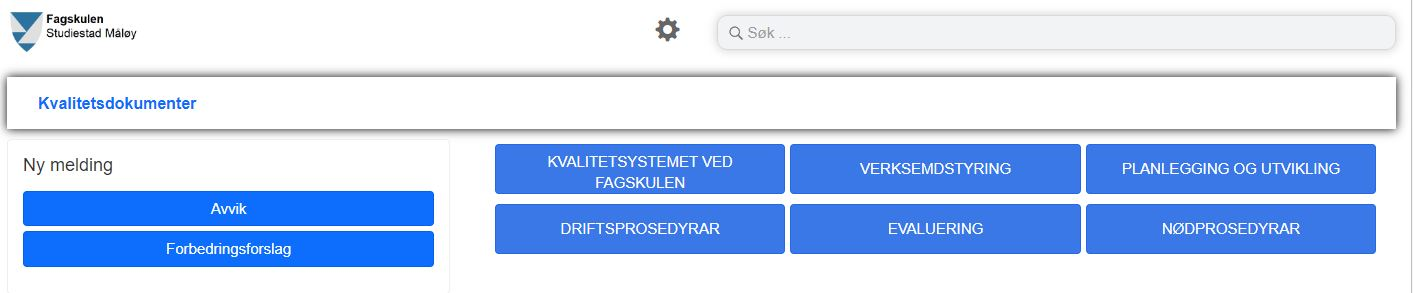 Fagskulen
Studiestad Måløy
Søk ...
Kvalitetsdokumenter
Ny melding
Avvik
Forbedringsforslag
KVALITETSYSTEMET VED
FAGSKULEN
VERKSEMDSTYRING
PLANLEGGING OG UTVIKLING
DRIFTSPROSEDYRAR
EVALUERING
NØDPROSEDYRAR